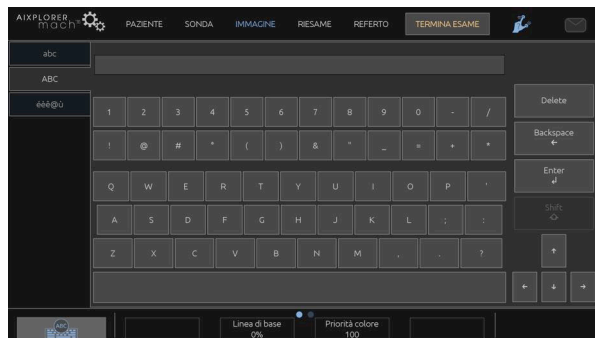 AIXPLORER
mach
PAZIENTE SONDA IMMAGINE RIESAME REFERTO TERMINA ESAME
abc
ABC
éèê@ù
1 2 3 4 5 6 7 8 9 0 - /
! @ # ( ) & " _ = + *
Q W E R T Y U I O P '
A S D F G H J K L ; :
Z X C V B N M , . ?
Delete
Backspace
←
Enter
↲
Shift
⇧
↑
← ↓ →
ABC
Linea di base Priorità colore
0% 100